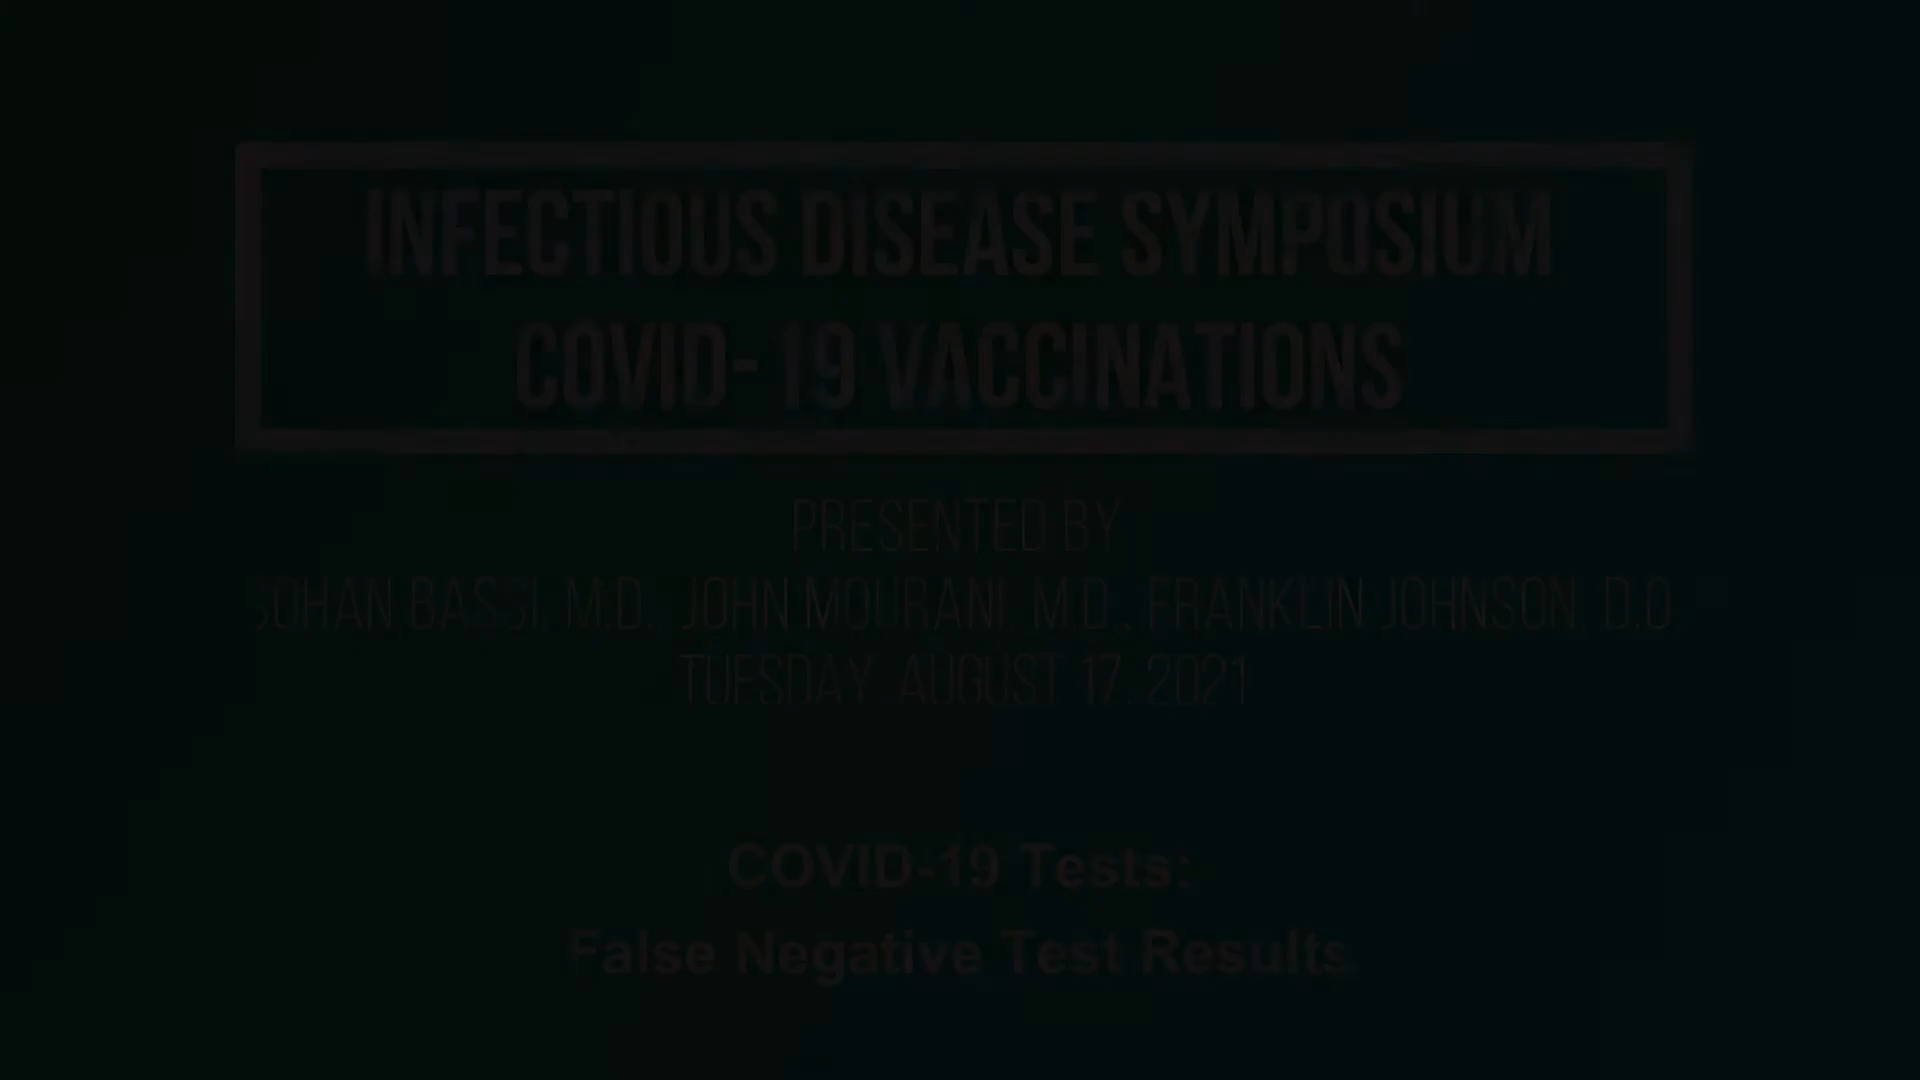 INFECTIOUS DISEASE SYMPOSIUM
COVID- 19 VACCINATIONS
PRESENTED BY
SOHAN BASSI, M.D., JOHN MOURANI, M.D., FRANKLIN JOHNSON, D.O
TUESDAY, AUGUST 17, 2021
COVID-19 Tests:
False Negative Test Results